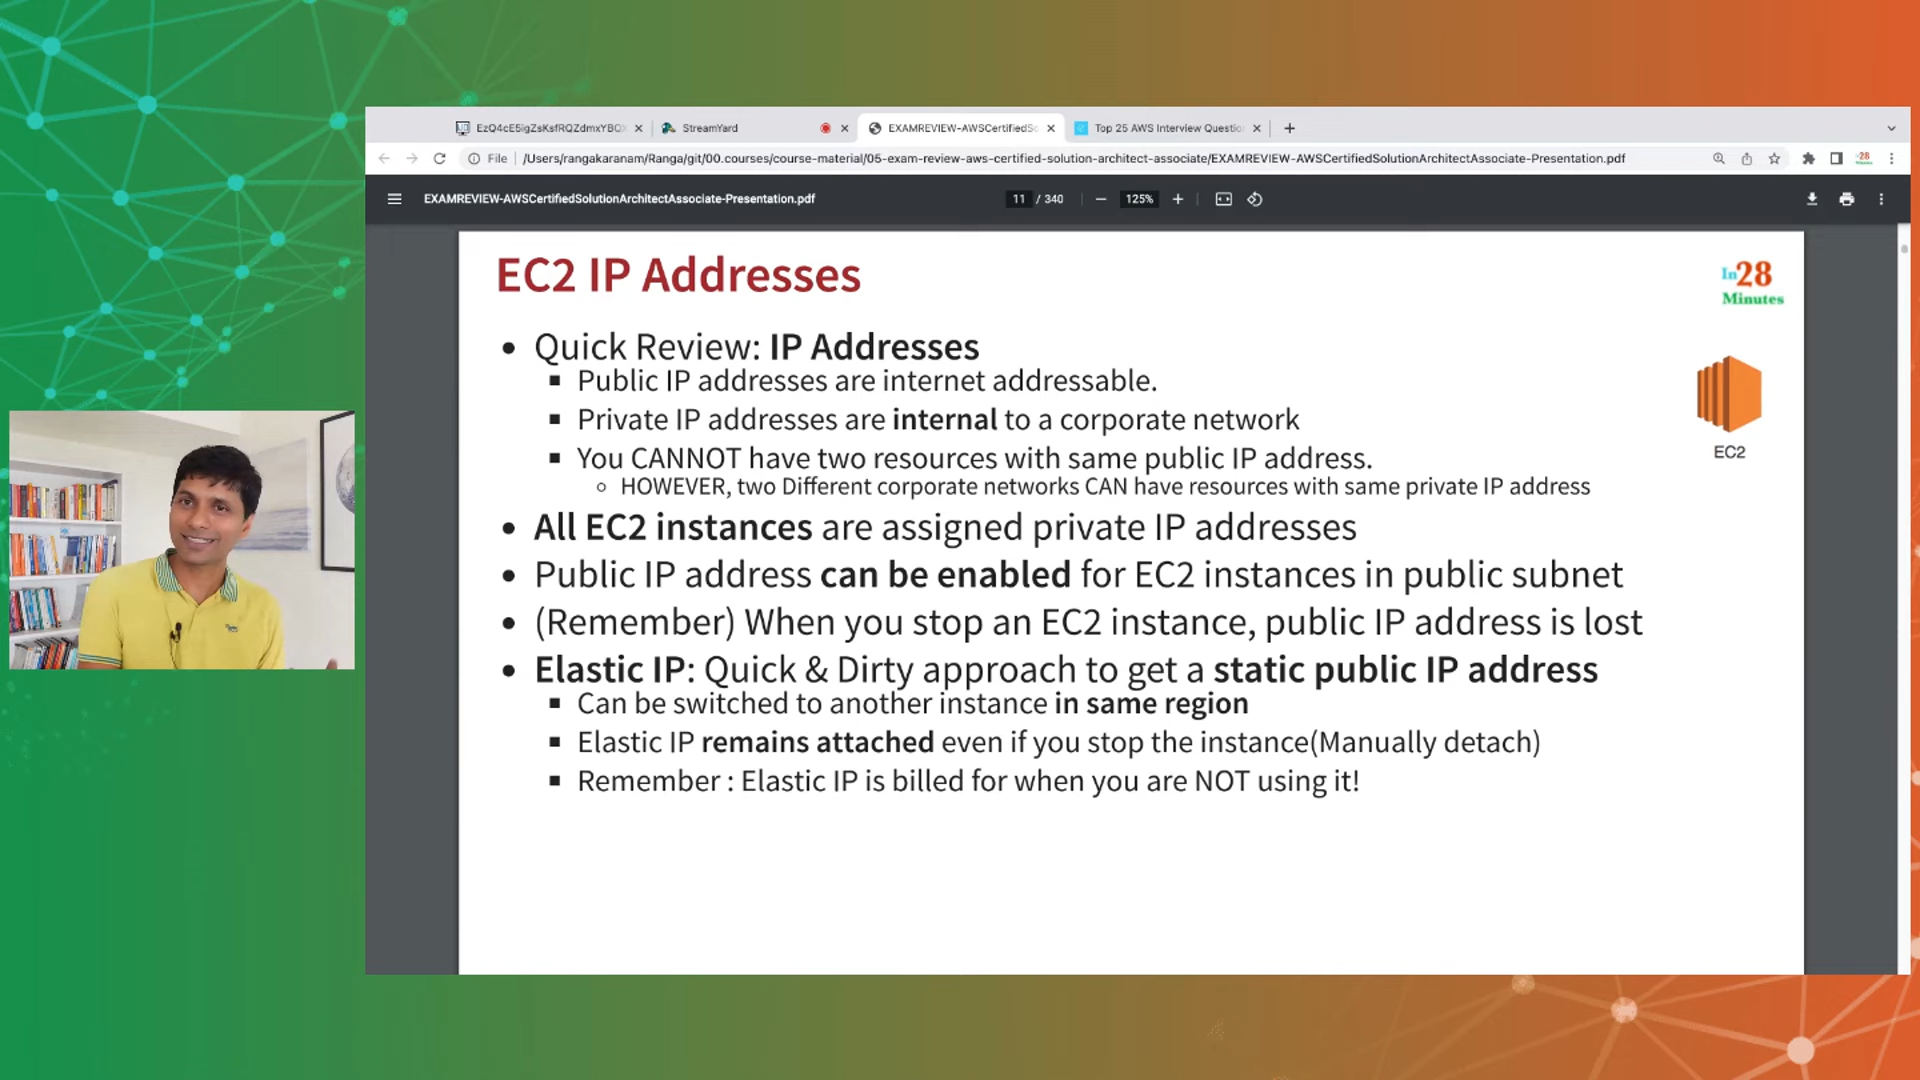 EzQ4cE5igZsKsfRQZdmxYBQX
StreamYard
EXAMREVIEW-AWSCertifiedSo
Top 25 AWS Interview Questio
File
/Users/rangakaranam/Ranga/git/00.courses/course-material/05-exam-review-aws-certified-solution-architect-associate/EXAMREVIEW-AWSCertifiedSolutionArchitectAssociate-Presentation.pdf
EXAMREVIEW-AWSCertifiedSolutionArchitectAssociate-Presentation.pdf
11 / 340
125%
EC2 IP Addresses
In 28
Minutes
• Quick Review: IP Addresses
▪ Public IP addresses are internet addressable.
▪ Private IP addresses are internal to a corporate network
▪ You CANNOT have two resources with same public IP address.
○ HOWEVER, two Different corporate networks CAN have resources with same private IP address
EC2
• All EC2 instances are assigned private IP addresses
• Public IP address can be enabled for EC2 instances in public subnet
• (Remember) When you stop an EC2 instance, public IP address is lost
• Elastic IP: Quick & Dirty approach to get a static public IP address
▪ Can be switched to another instance in same region
▪ Elastic IP remains attached even if you stop the instance(Manually detach)
▪ Remember : Elastic IP is billed for when you are NOT using it!